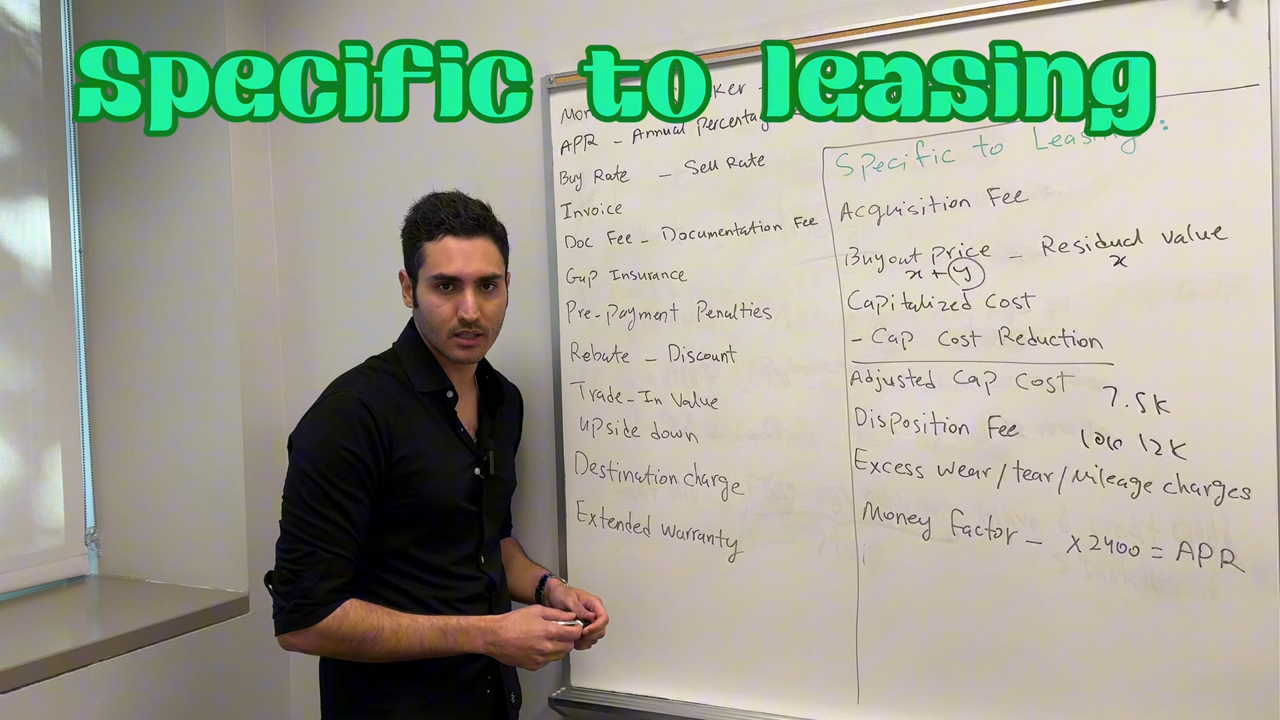 Specific to leasing
APR - Annual Percentag
Buy Rate - Sell Rate
Invoice
Doc Fee - Documentation Fee
Gap Insurance
Pre-payment Penalties
Rebate - Discount
Trade-In Value
upside down
Destination charge
Extended warranty
Specific to Leasing:
Acquisition Fee
Buyout price - Residual value
x + y x
Capitalized cost
- Cap Cost Reduction
Adjusted Cap Cost
7.5K
Disposition Fee
12K
Excess wear/tear/mileage charges
Money factor - x2400 = APR